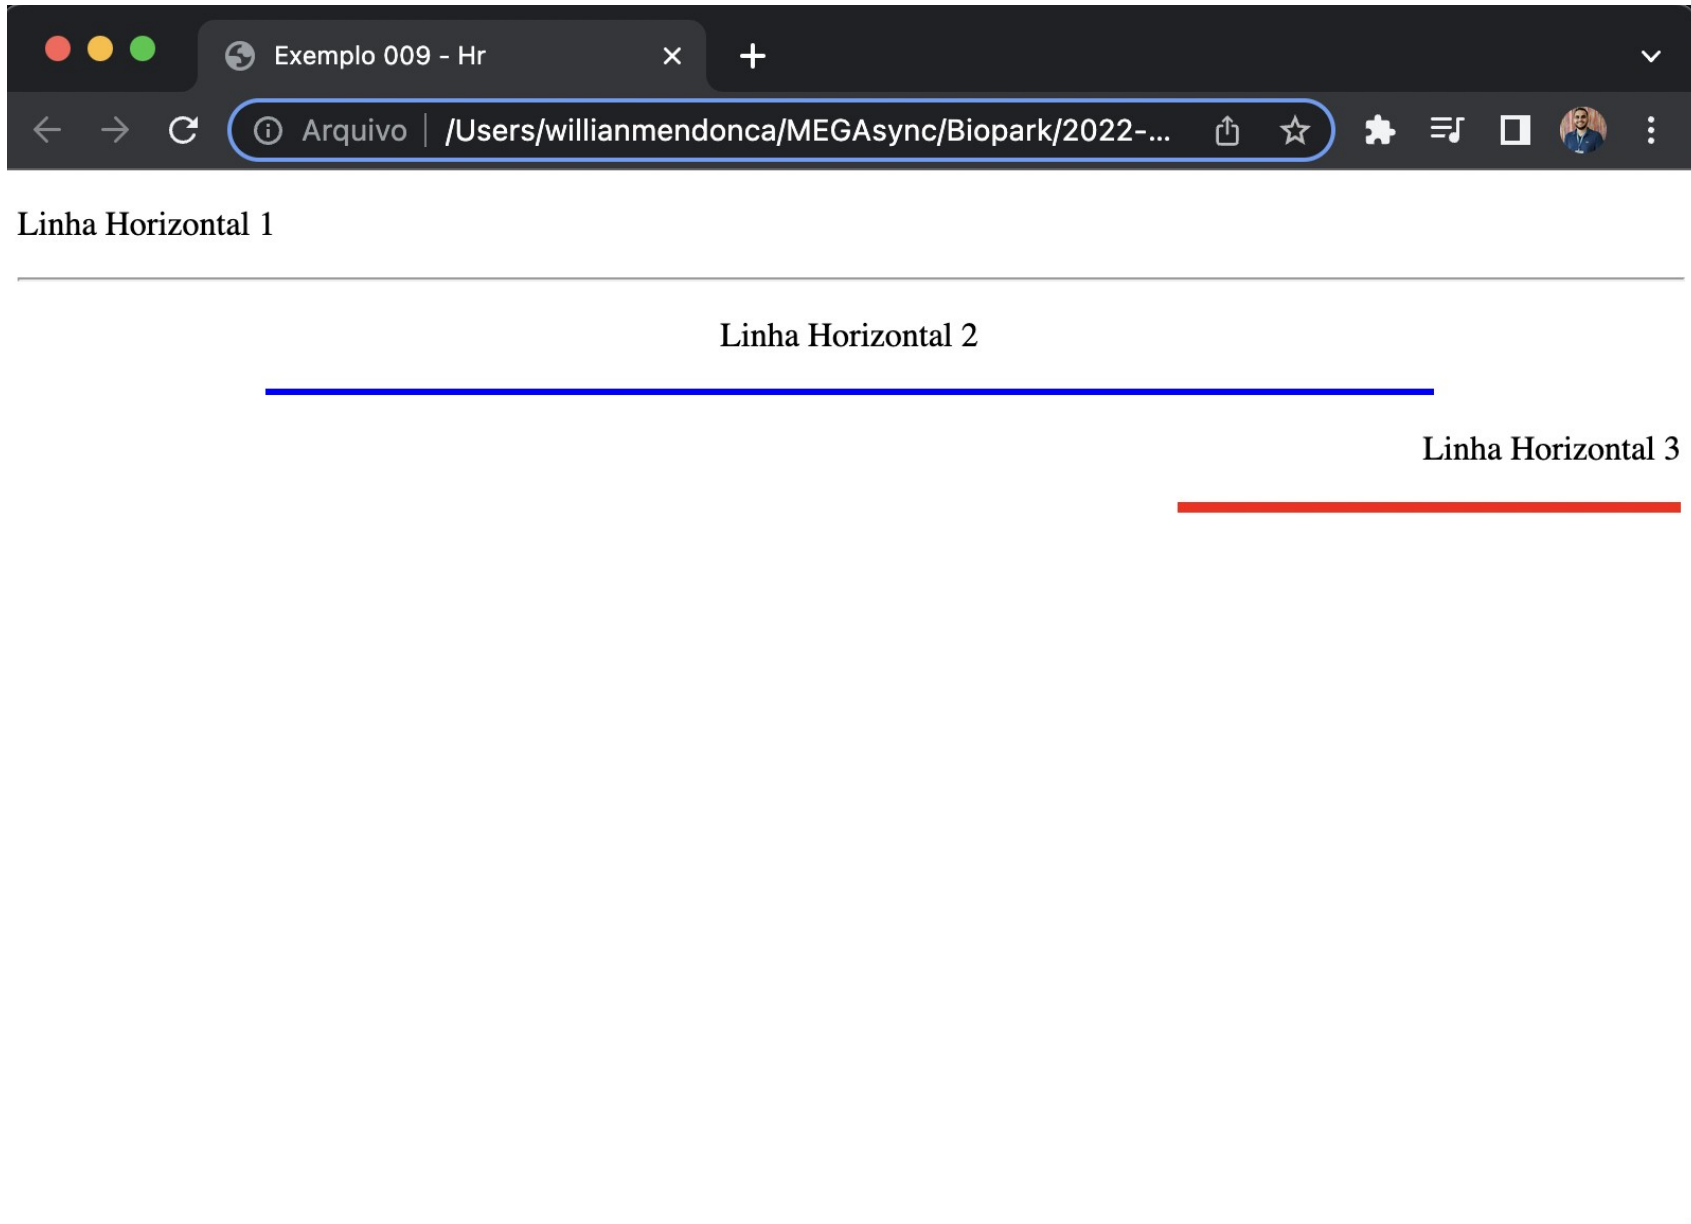 Exemplo 009 - Hr
Arquivo | /Users/willianmendonca/MEGAsync/Biopark/2022-...
Linha Horizontal 1
Linha Horizontal 2
Linha Horizontal 3